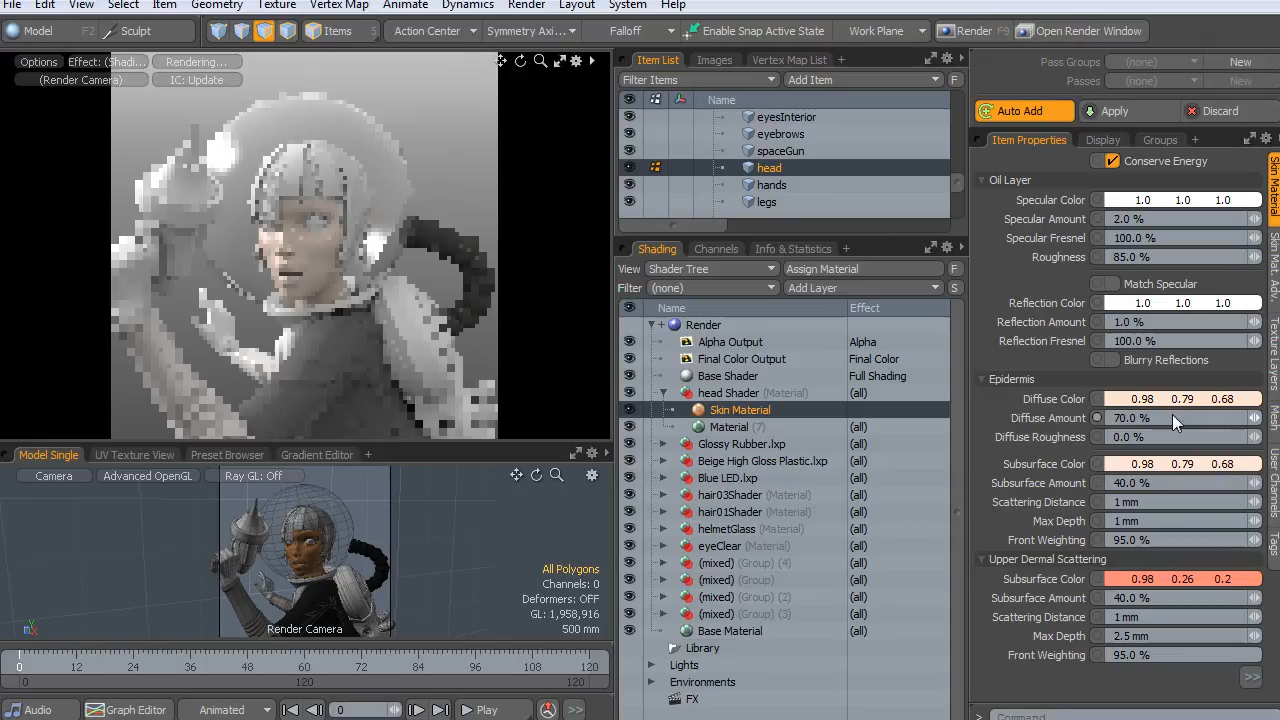 File Edit View Select Item Geometry Texture Vertex Map Animate Dynamics Render Layout System Help
Model F2 Sculpt Items 5 Action Center Symmetry Axi... Falloff Enable Snap Active State Work Plane Render Open Render Window
Options Effect: (Shadi... Rendering...
(Render Camera) IC: Update
Item List Images Vertex Map List +
Filter Items Add Item F
Name
eyesInterior
eyebrows
spaceGun
head
hands
legs
Shading Channels Info & Statistics +
View Shader Tree Assign Material F
Filter (none) Add Layer S
Name Effect
Render
Alpha Output Alpha
Final Color Output Final Color
Base Shader Full Shading
head Shader (Material) (all)
Skin Material
Material (7) (all)
Glossy Rubber.lxp (all)
Beige High Gloss Plastic.lxp (all)
Blue LED.lxp (all)
hair03Shader (Material) (all)
hair01Shader (Material) (all)
helmetGlass (Material) (all)
eyeClear (Material) (all)
(mixed) (Group) (4) (all)
(mixed) (Group) (all)
(mixed) (Group) (2) (all)
(mixed) (Group) (3) (all)
Base Material (all)
Library
Lights
Environments
FX
Pass Groups (none) New
Passes (none) New
Auto Add Apply Discard
Item Properties Display Groups +
Conserve Energy
Oil Layer
Specular Color 1.0 1.0 1.0
Specular Amount 2.0 %
Specular Fresnel 100.0 %
Roughness 85.0 %
Match Specular
Reflection Color 1.0 1.0 1.0
Reflection Amount 1.0 %
Reflection Fresnel 100.0 %
Blurry Reflections
Epidermis
Diffuse Color 0.98 0.79 0.68
Diffuse Amount 70.0 %
Diffuse Roughness 0.0 %
Subsurface Color 0.98 0.79 0.68
Subsurface Amount 40.0 %
Scattering Distance 1 mm
Max Depth 1 mm
Front Weighting 95.0 %
Upper Dermal Scattering
Subsurface Color 0.98 0.26 0.2
Subsurface Amount 40.0 %
Scattering Distance 1 mm
Max Depth 2.5 mm
Front Weighting 95.0 %
>>
Command
Skin Material
Skin Mat. Adv.
Texture Layers
Mesh
User Channels
Tags
Model Single UV Texture View Preset Browser Gradient Editor +
Camera Advanced OpenGL Ray GL: Off
All Polygons
Channels: 0
Deformers: OFF
GL: 1,958,916
500 mm
Render Camera
0 12 24 36 48 60 72 84 96 108 120
0 120 120
Audio Graph Editor Animated 0 Play >>